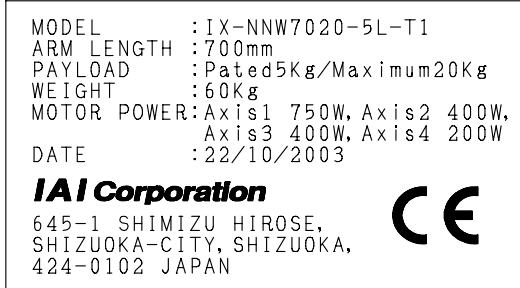 MODEL :IX-NNW7020-5L-T1
ARM LENGTH :700mm
PAYLOAD :Pated5Kg/Maximum20Kg
WEIGHT :60Kg
MOTOR POWER:Axis1 750W, Axis2 400W,
Axis3 400W, Axis4 200W
DATE :22/10/2003
IAI Corporation
CE
645-1 SHIMIZU HIROSE,
SHIZUOKA-CITY, SHIZUOKA,
424-0102 JAPAN